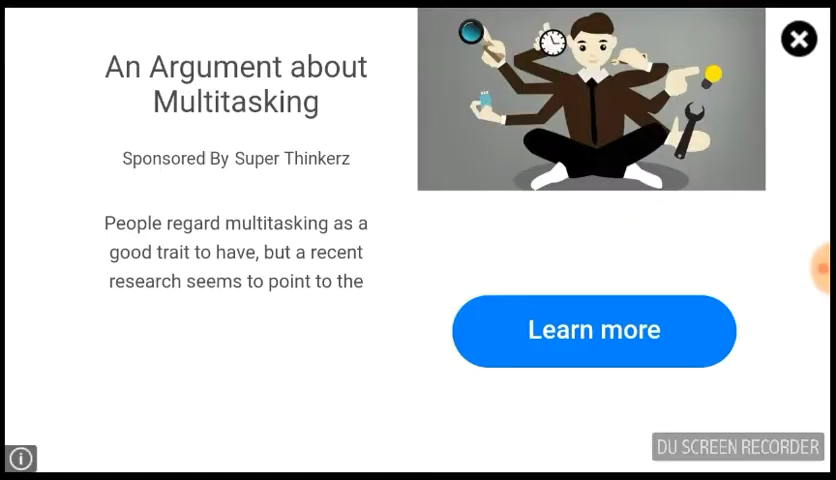 An Argument about
Multitasking
Sponsored By Super Thinkerz
People regard multitasking as a
good trait to have, but a recent
research seems to point to the
Learn more
DU SCREEN RECORDER